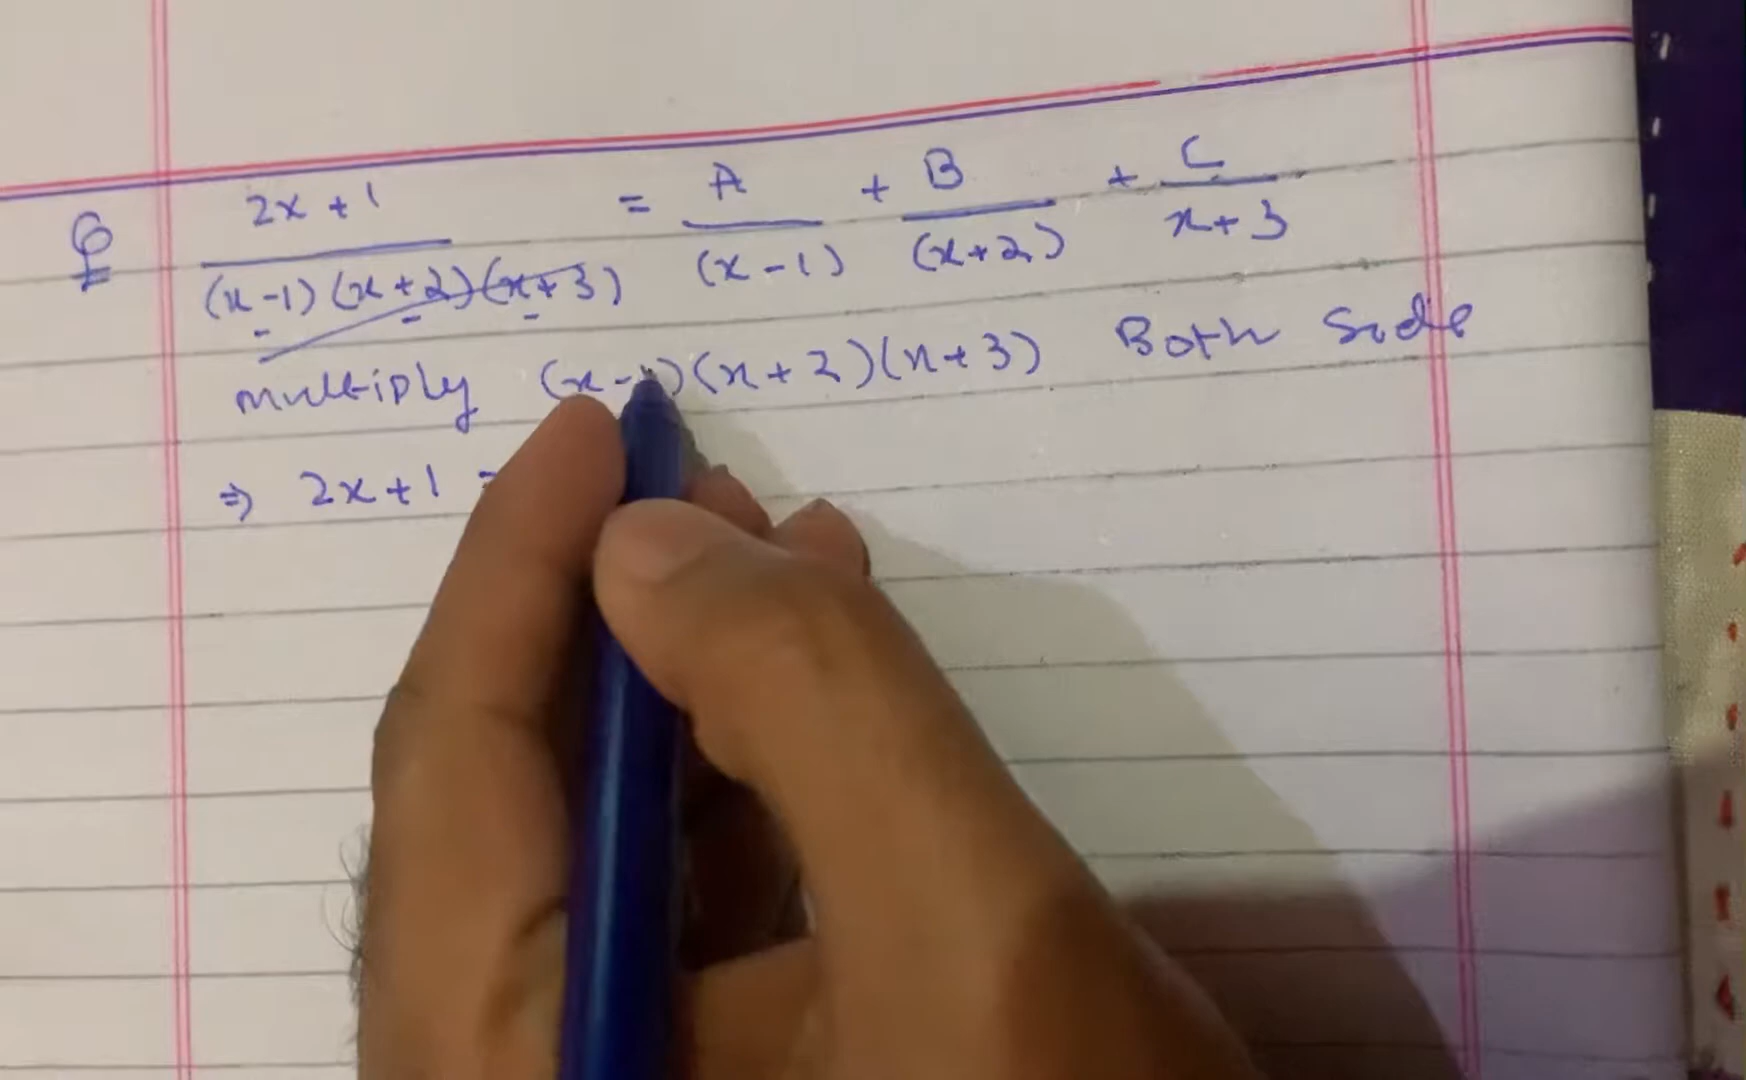 Q 2x + 1 / (x - 1) (x + 2) (x + 3) = A / (x - 1) + B / (x + 2) + C / x + 3
multiply (x - 1) (x + 2) (x + 3) Both Side
⇒ 2x + 1 =